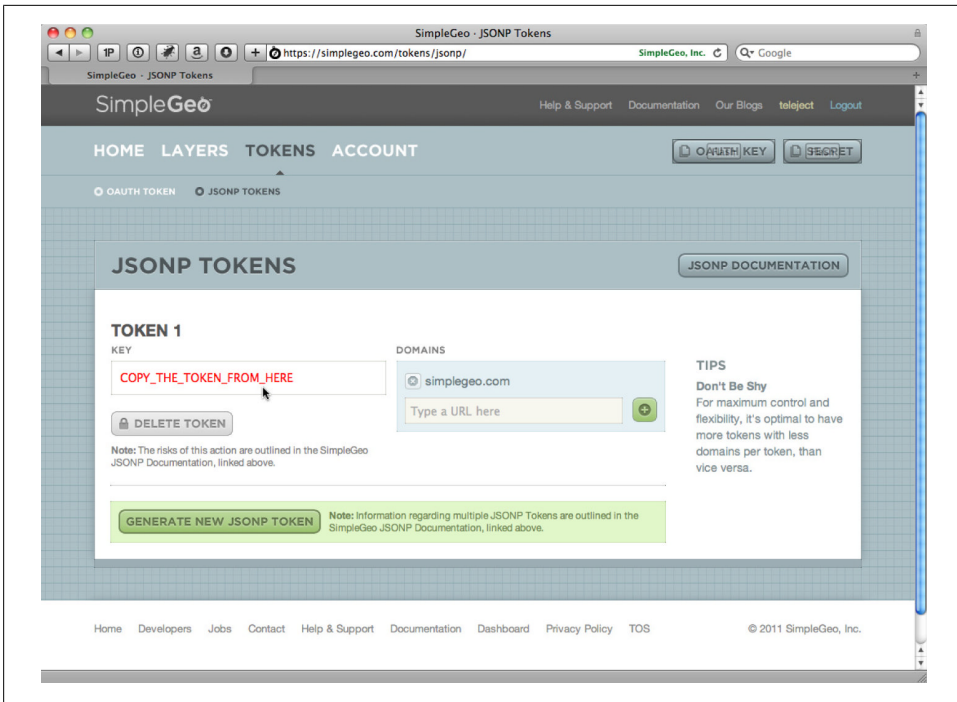 SimpleGeo - JSONP Tokens
1P
a
+
https://simplegeo.com/tokens/jsonp/
SimpleGeo, Inc.
Google
SimpleGeo - JSONP Tokens
+
SimpleGeo
Help & Support Documentation Our Blogs teleject Logout
HOME LAYERS TOKENS ACCOUNT
OAUTH KEY
SECRET
OAUTH TOKEN
JSONP TOKENS
JSONP TOKENS
JSONP DOCUMENTATION
TOKEN 1
KEY
COPY_THE_TOKEN_FROM_HERE
DELETE TOKEN
Note: The risks of this action are outlined in the SimpleGeo
JSONP Documentation, linked above.
DOMAINS
simplegeo.com
Type a URL here
TIPS
Don't Be Shy
For maximum control and
flexibility, it's optimal to have
more tokens with less
domains per token, than
vice versa.
GENERATE NEW JSONP TOKEN
Note: Information regarding multiple JSONP Tokens are outlined in the
SimpleGeo JSONP Documentation, linked above.
Home Developers Jobs Contact Help & Support Documentation Dashboard Privacy Policy TOS
© 2011 SimpleGeo, Inc.